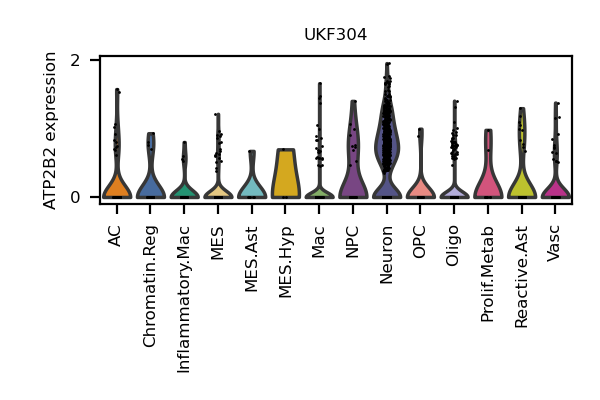 UKF304
ATP2B2 expression
2
0
AC
Chromatin.Reg
Inflammatory.Mac
MES
MES.Ast
MES.Hyp
Mac
NPC
Neuron
OPC
Oligo
Prolif.Metab
Reactive.Ast
Vasc